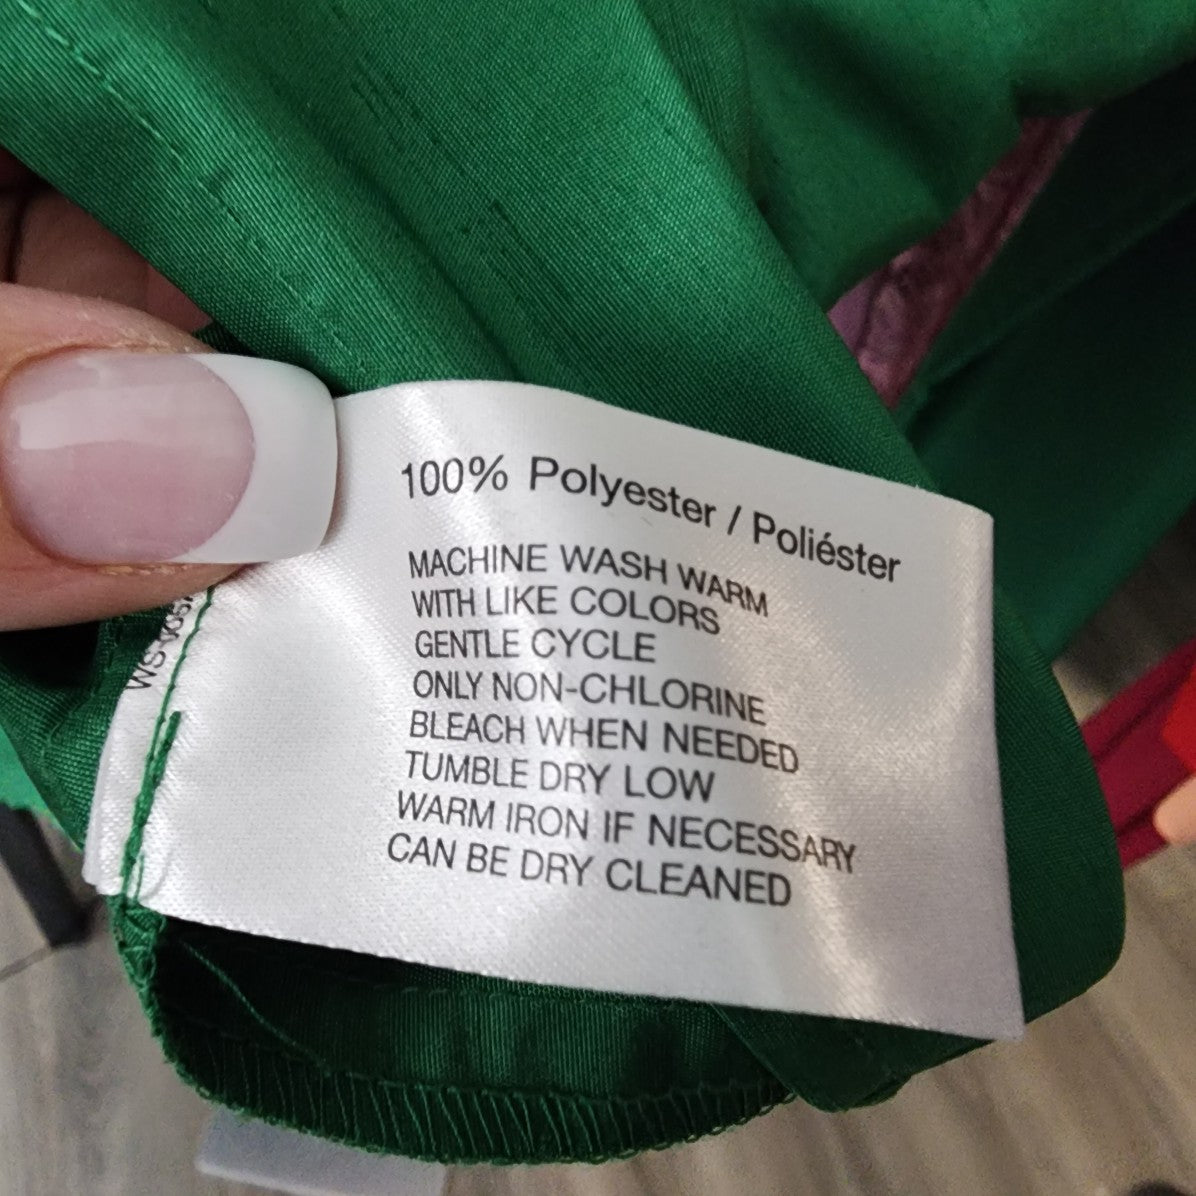 100% Polyester / Poliéster
MACHINE WASH WARM
WITH LIKE COLORS
GENTLE CYCLE
ONLY NON-CHLORINE
BLEACH WHEN NEEDED
TUMBLE DRY LOW
WARM IRON IF NECESSARY
CAN BE DRY CLEANED